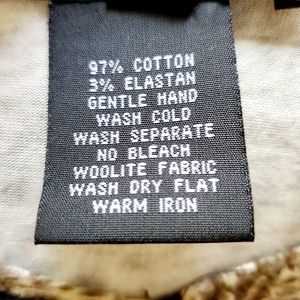 97% COTTON
3% ELASTAN
GENTLE HAND
WASH COLD
WASH SEPARATE
NO BLEACH
WOOLITE FABRIC
WASH DRY FLAT
WARM IRON